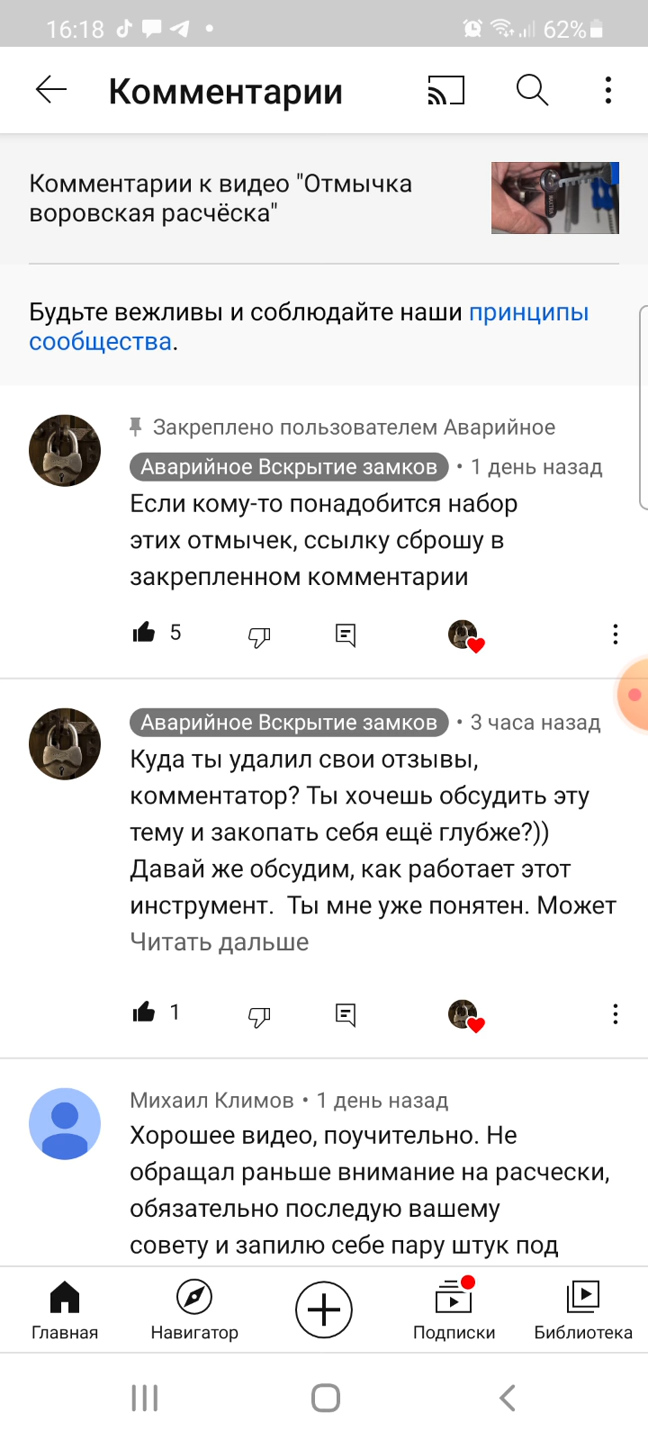 16:18
62%
Комментарии
Комментарии к видео "Отмычка
воровская расчёска"
Будьте вежливы и соблюдайте наши принципы
сообщества.
Закреплено пользователем Аварийное
Аварийное Вскрытие замков • 1 день назад
Если кому-то понадобится набор
этих отмычек, ссылку сброшу в
закрепленном комментарии
5
Аварийное Вскрытие замков • 3 часа назад
Куда ты удалил свои отзывы,
комментатор? Ты хочешь обсудить эту
тему и закопать себя ещё глубже?))
Давай же обсудим, как работает этот
инструмент.  Ты мне уже понятен. Может
Читать дальше
1
Михаил Климов • 1 день назад
Хорошее видео, поучительно. Не
обращал раньше внимание на расчески,
обязательно последую вашему
совету и запилю себе пару штук под
Главная
Навигатор
Подписки
Библиотека